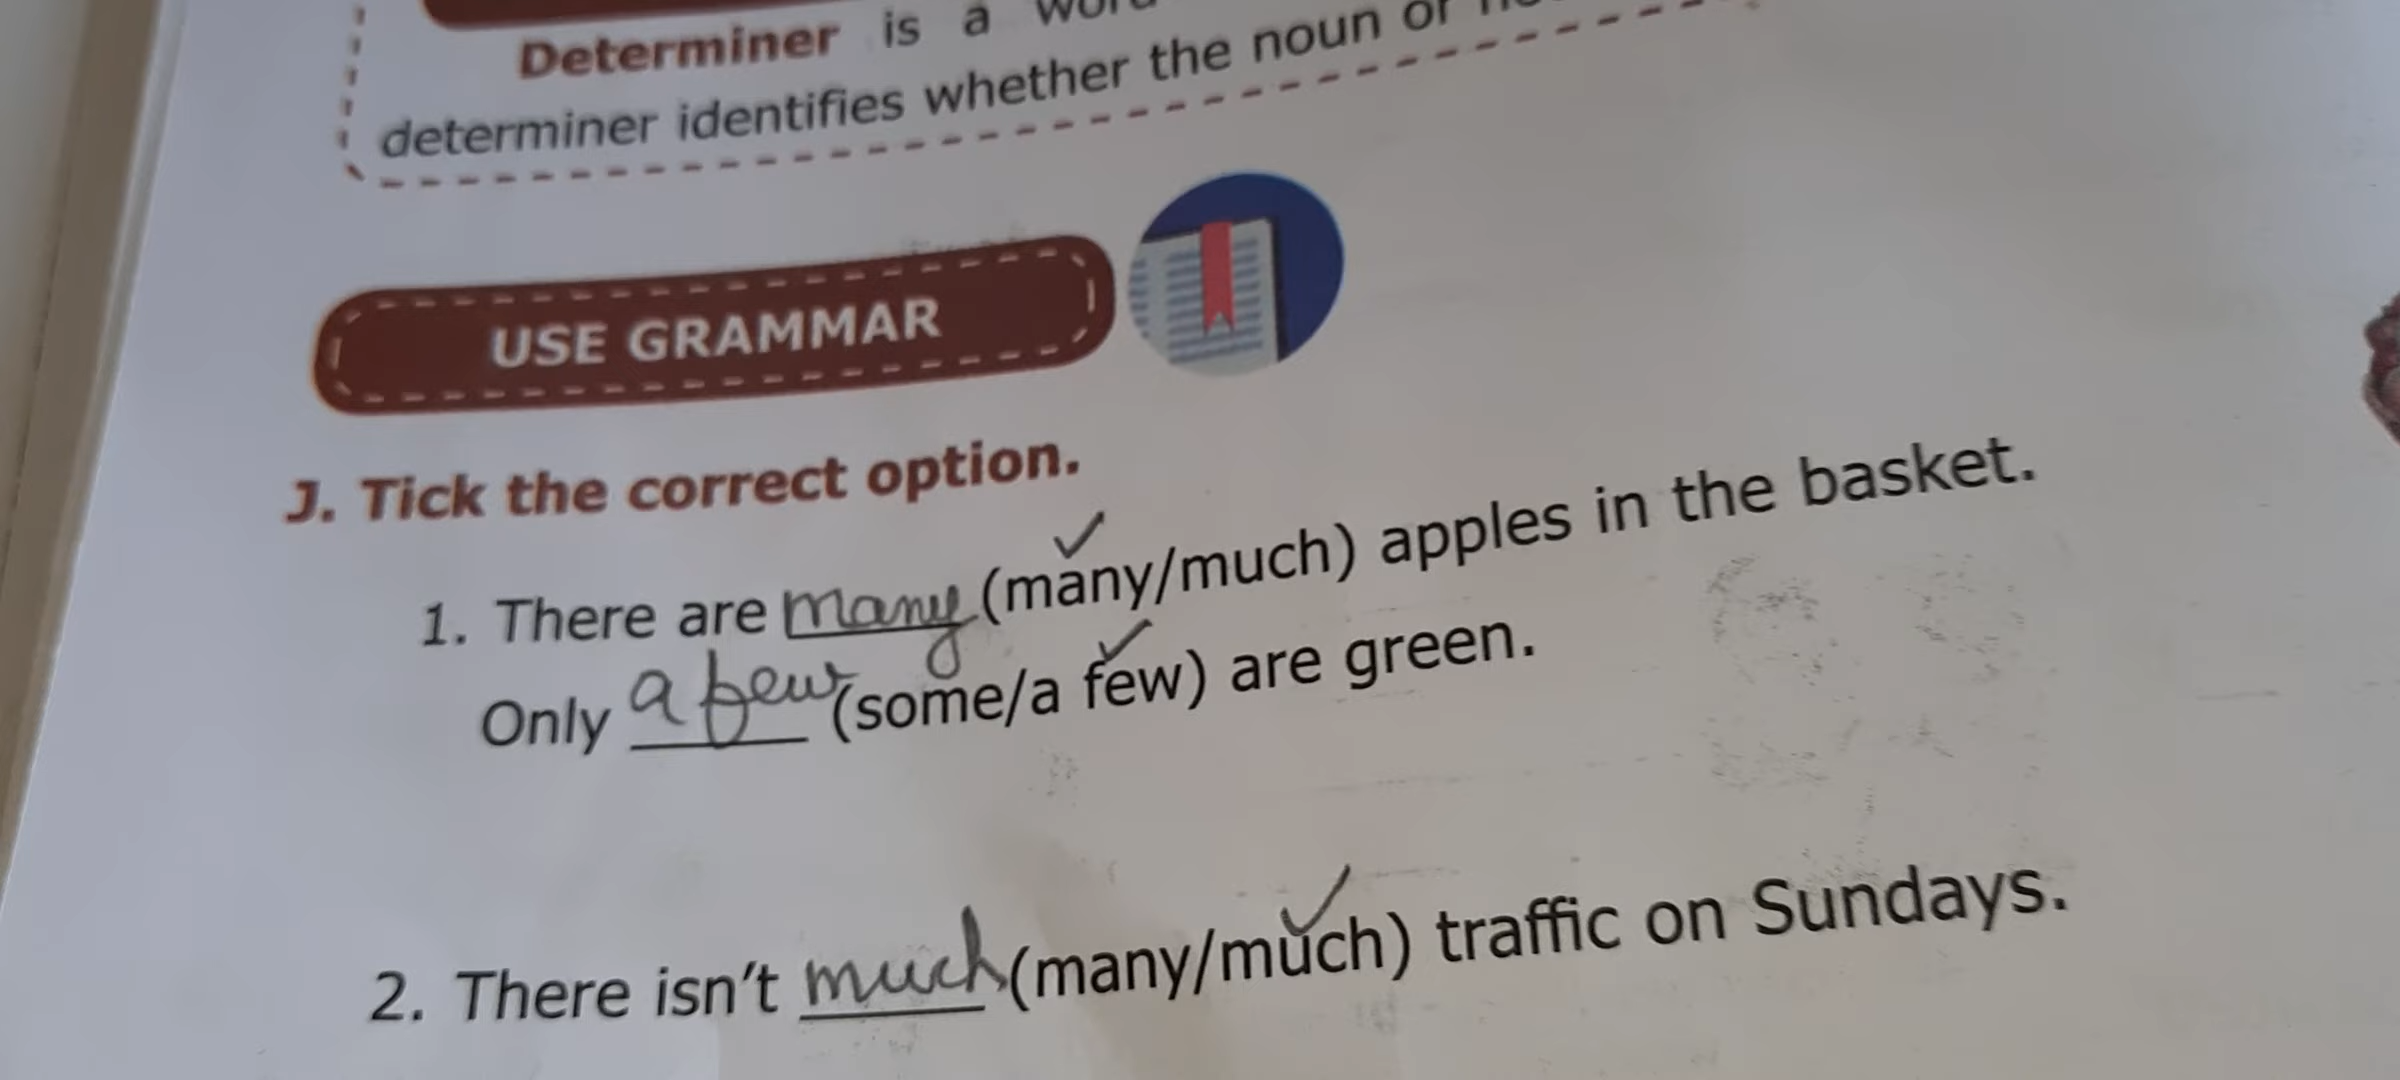 Determiner is a
determiner identifies whether the noun or
USE GRAMMAR
J. Tick the correct option.
1. There are many (many/much) apples in the basket.
Only a few (some/a few) are green.
2. There isn't much (many/much) traffic on Sundays.